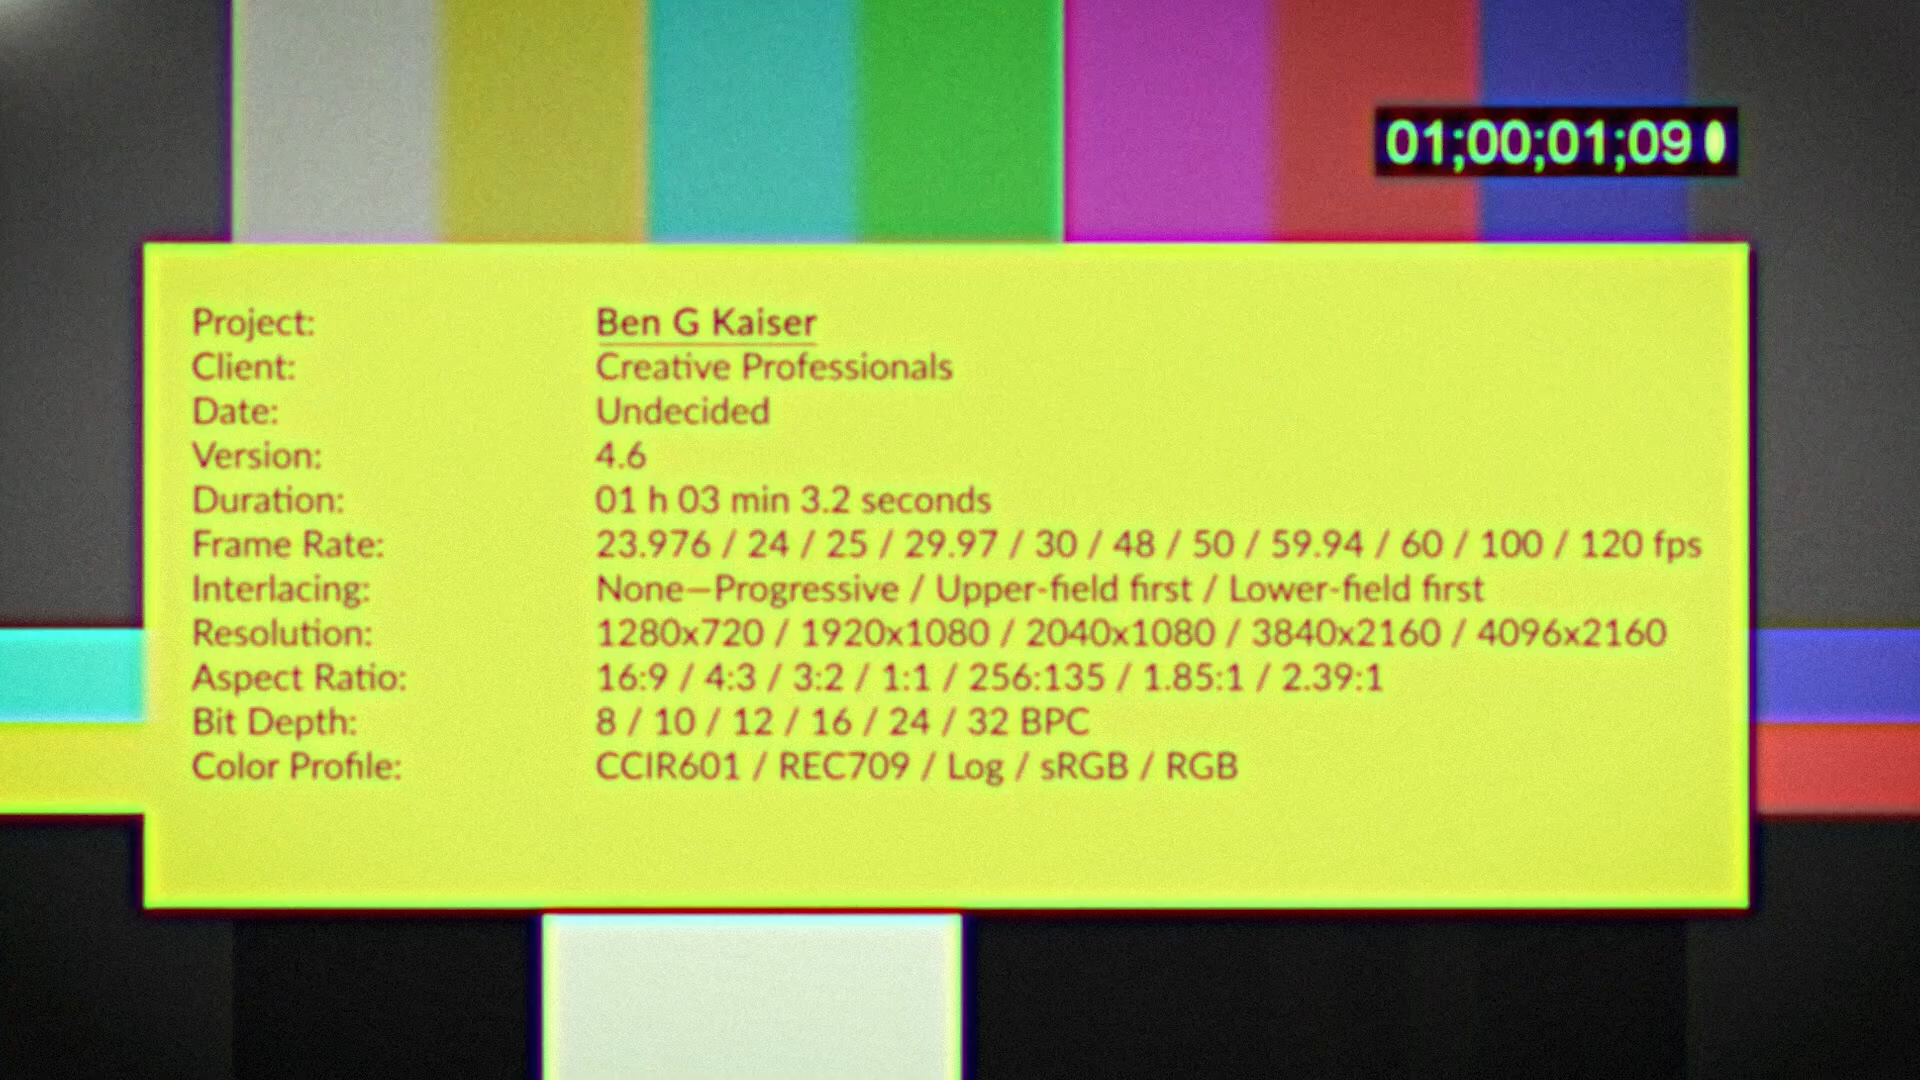 01;00;01;09
Project: Ben G Kaiser
Client: Creative Professionals
Date: Undecided
Version: 4.6
Duration: 01 h 03 min 3.2 seconds
Frame Rate: 23.976 / 24 / 25 / 29.97 / 30 / 48 / 50 / 59.94 / 60 / 100 / 120 fps
Interlacing: None—Progressive / Upper-field first / Lower-field first
Resolution: 1280x720 / 1920x1080 / 2040x1080 / 3840x2160 / 4096x2160
Aspect Ratio: 16:9 / 4:3 / 3:2 / 1:1 / 256:135 / 1.85:1 / 2.39:1
Bit Depth: 8 / 10 / 12 / 16 / 24 / 32 BPC
Color Profile: CCIR601 / REC709 / Log / sRGB / RGB